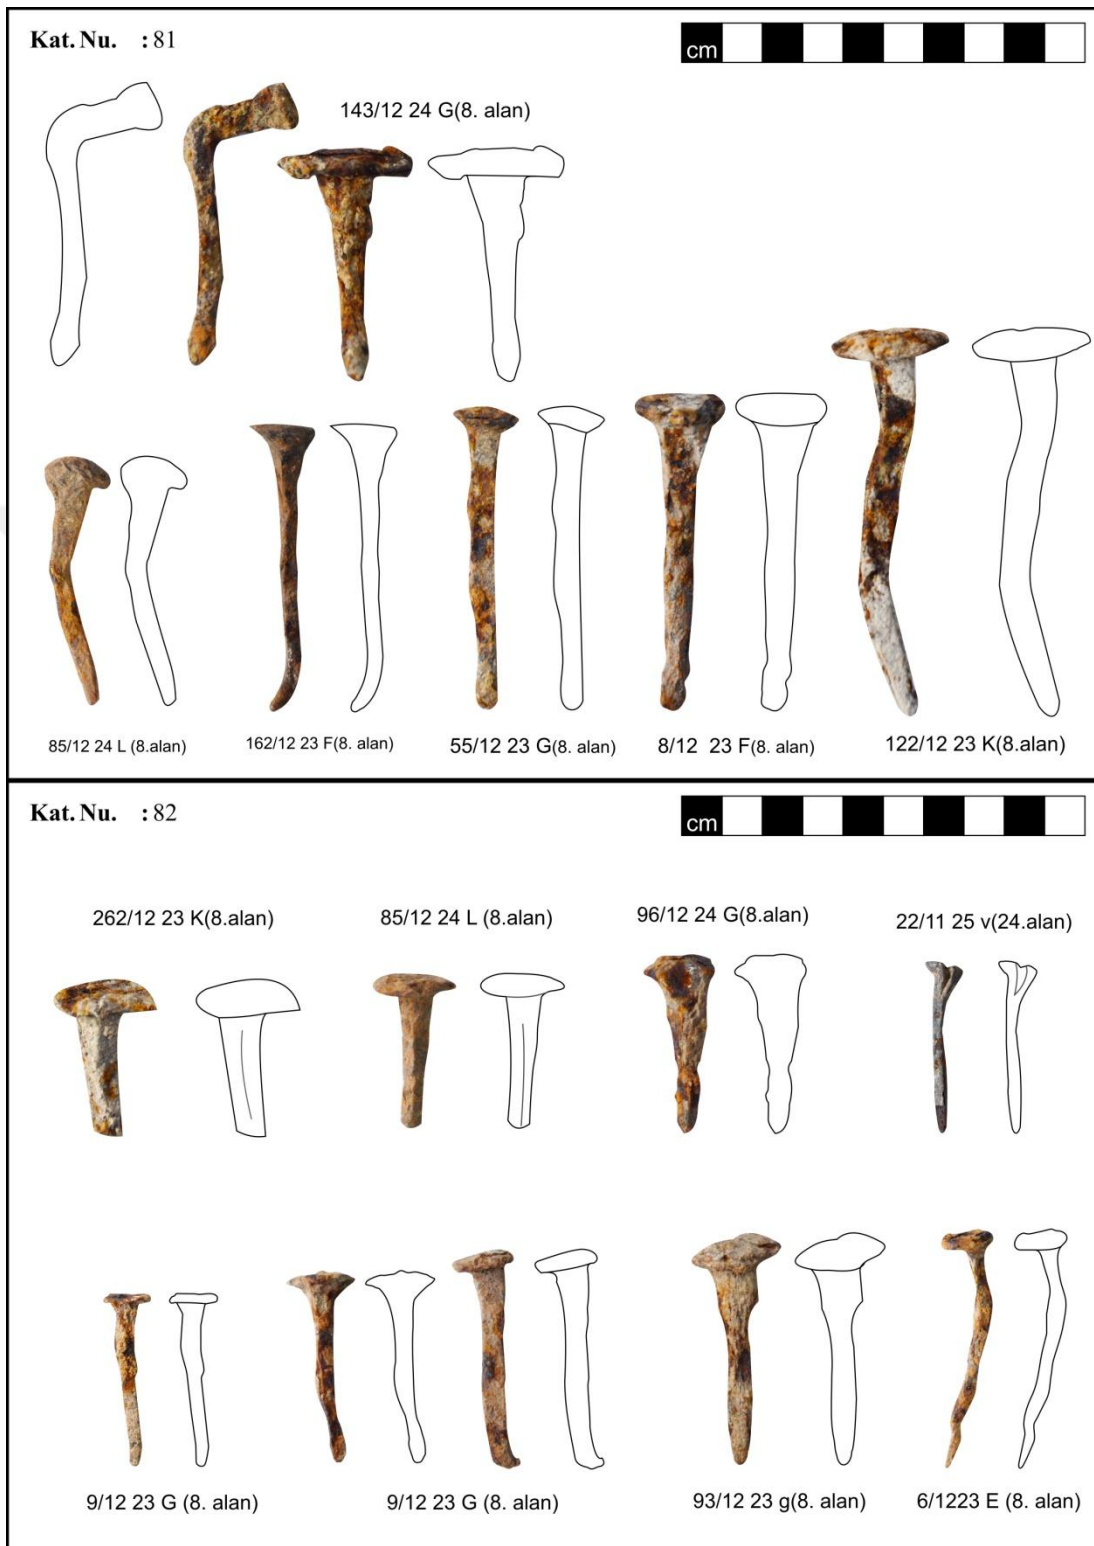 Kat. Nu. : 81
cm
143/12 24 G(8. alan)
85/12 24 L (8.alan)
162/12 23 F(8. alan)
55/12 23 G(8. alan)
8/12 23 F(8. alan)
122/12 23 K(8.alan)
Kat. Nu. : 82
cm
262/12 23 K(8.alan)
85/12 24 L (8.alan)
96/12 24 G(8.alan)
22/11 25 v(24.alan)
9/12 23 G (8. alan)
9/12 23 G (8. alan)
93/12 23 g(8. alan)
6/1223 E (8. alan)